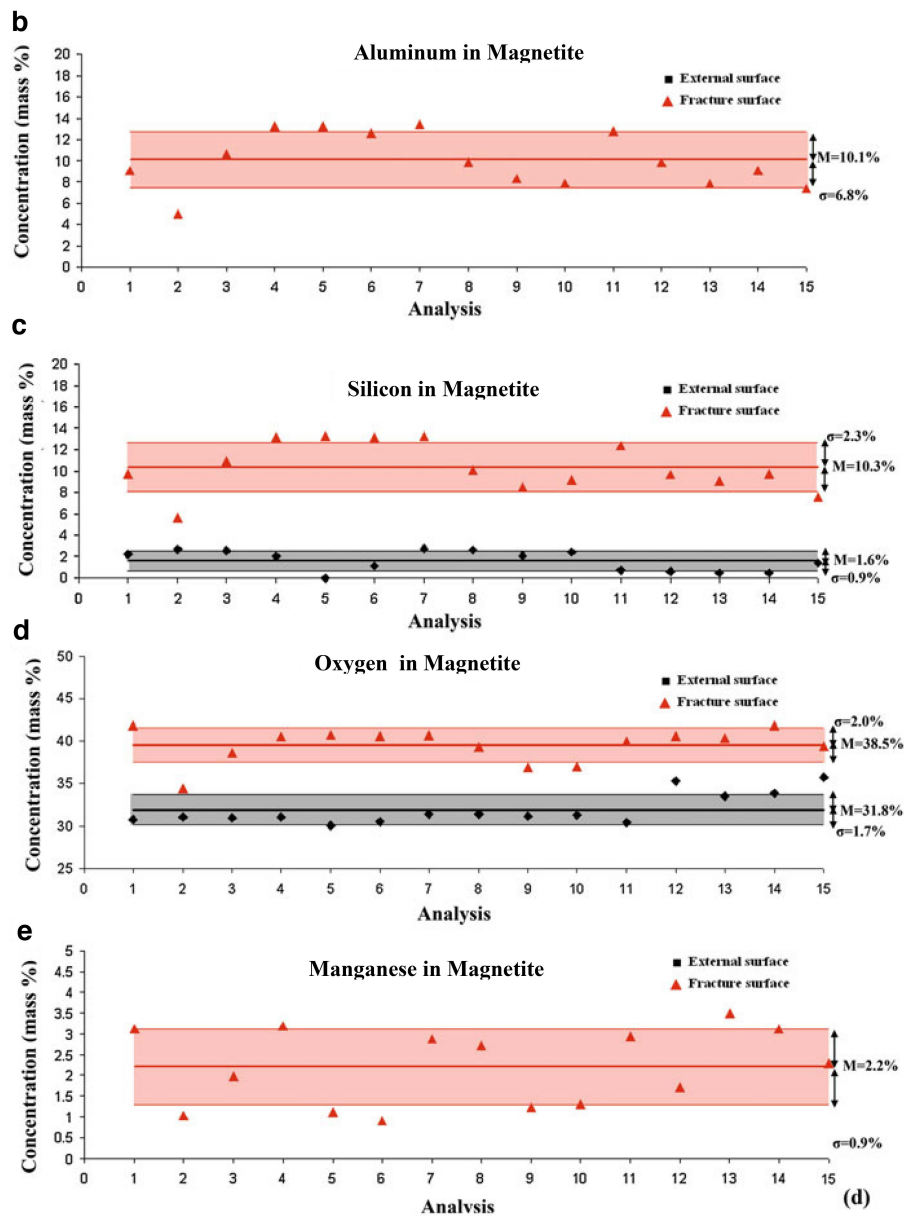 b
Aluminum in Magnetite
Concentration (mass %)
20
18
16
14
12
10
8
6
4
2
0
External surface
Fracture surface
M=10.1%
σ=6.8%
0 1 2 3 4 5 6 7 8 9 10 11 12 13 14 15
Analysis
c
Silicon in Magnetite
Concentration (mass %)
20
18
16
14
12
10
8
6
4
2
0
External surface
Fracture surface
σ=2.3%
M=10.3%
M=1.6%
σ=0.9%
0 1 2 3 4 5 6 7 8 9 10 11 12 13 14 15
Analysis
d
Oxygen in Magnetite
Concentration (mass %)
50
45
40
35
30
25
External surface
Fracture surface
σ=2.0%
M=38.5%
M=31.8%
σ=1.7%
0 1 2 3 4 5 6 7 8 9 10 11 12 13 14 15
Analysis
e
Manganese in Magnetite
Concentration (mass %)
5
4.5
4
3.5
3
2.5
2
1.5
1
0.5
0
External surface
Fracture surface
M=2.2%
σ=0.9%
0 1 2 3 4 5 6 7 8 9 10 11 12 13 14 15
Analysis
(d)